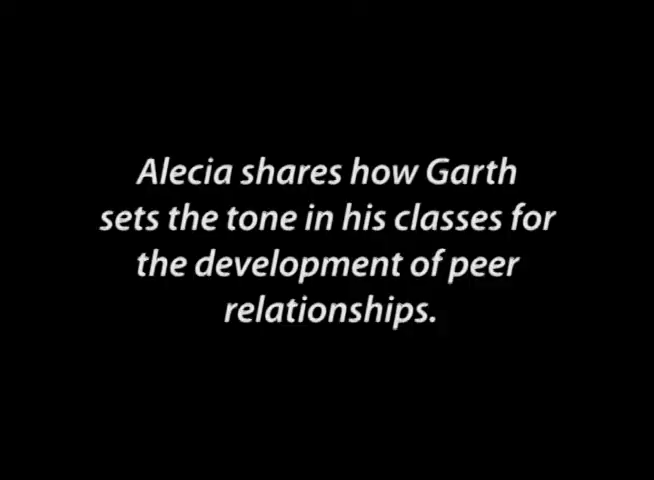 Alecia shares how Garth
sets the tone in his classes for
the development of peer
relationships.